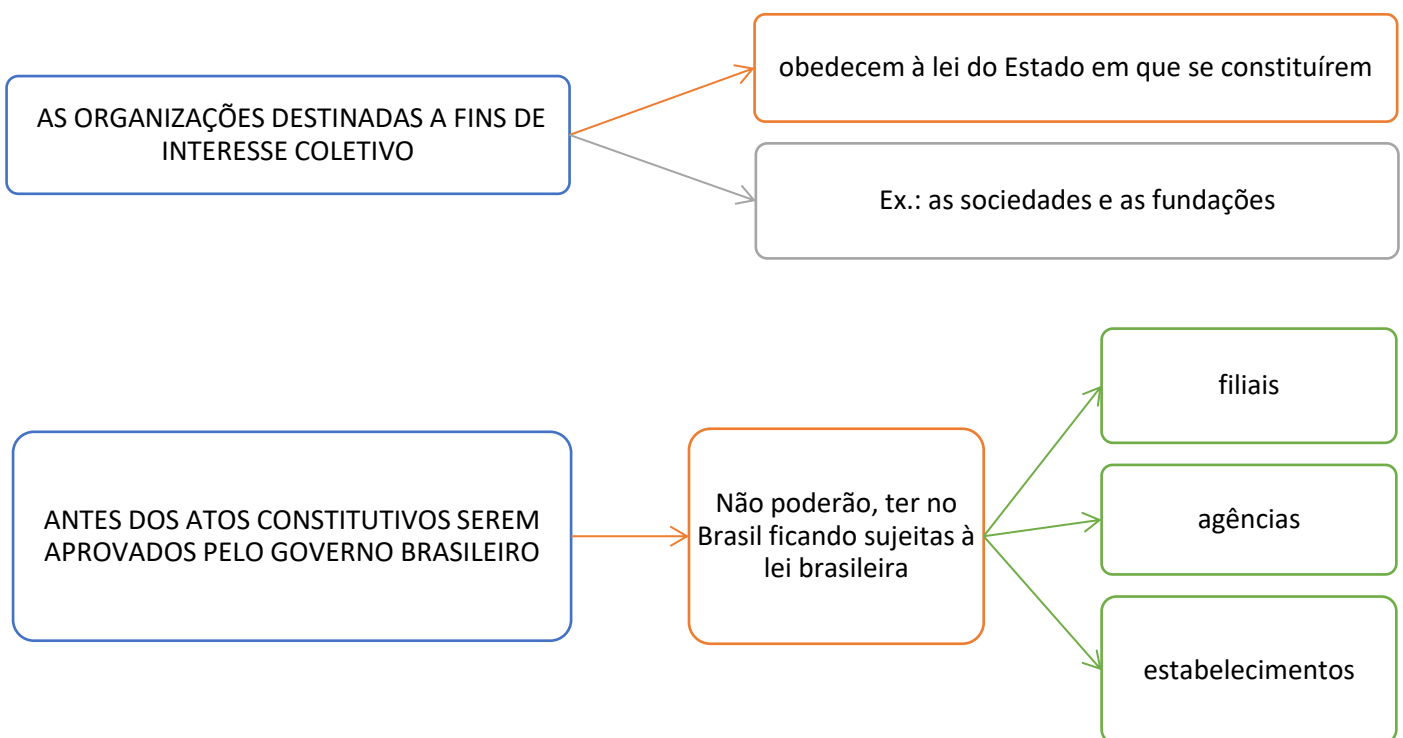 obedecem à lei do Estado em que se constituírem
AS ORGANIZAÇÕES DESTINADAS A FINS DE
INTERESSE COLETIVO
Ex.: as sociedades e as fundações
filiais
ANTES DOS ATOS CONSTITUTIVOS SEREM
APROVADOS PELO GOVERNO BRASILEIRO
Não poderão, ter no
Brasil ficando sujeitas à
lei brasileira
agências
estabelecimentos